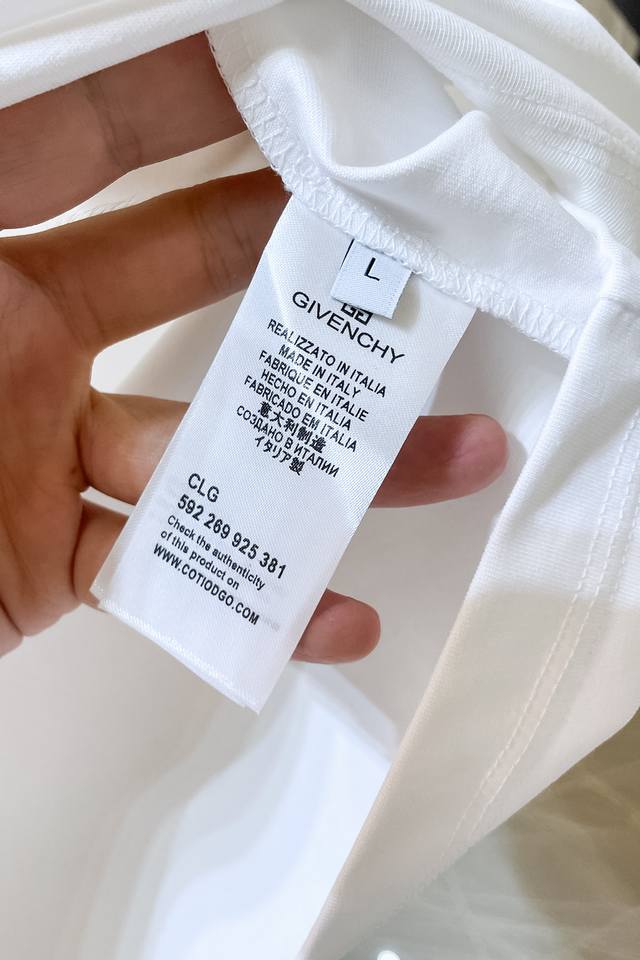 L
GIVENCHY
REALIZZATO IN ITALIA
MADE IN ITALY
FABRIQUE EN ITALIE
HECHO EN ITALIA
FABRICADO EM ITALIA
意大利制造
СОЗДАНО В ИТАЛИИ
イタリア製
CLG
592 269 925 381
Check the authenticity
of this product on
WWW.COTIODGO.COM